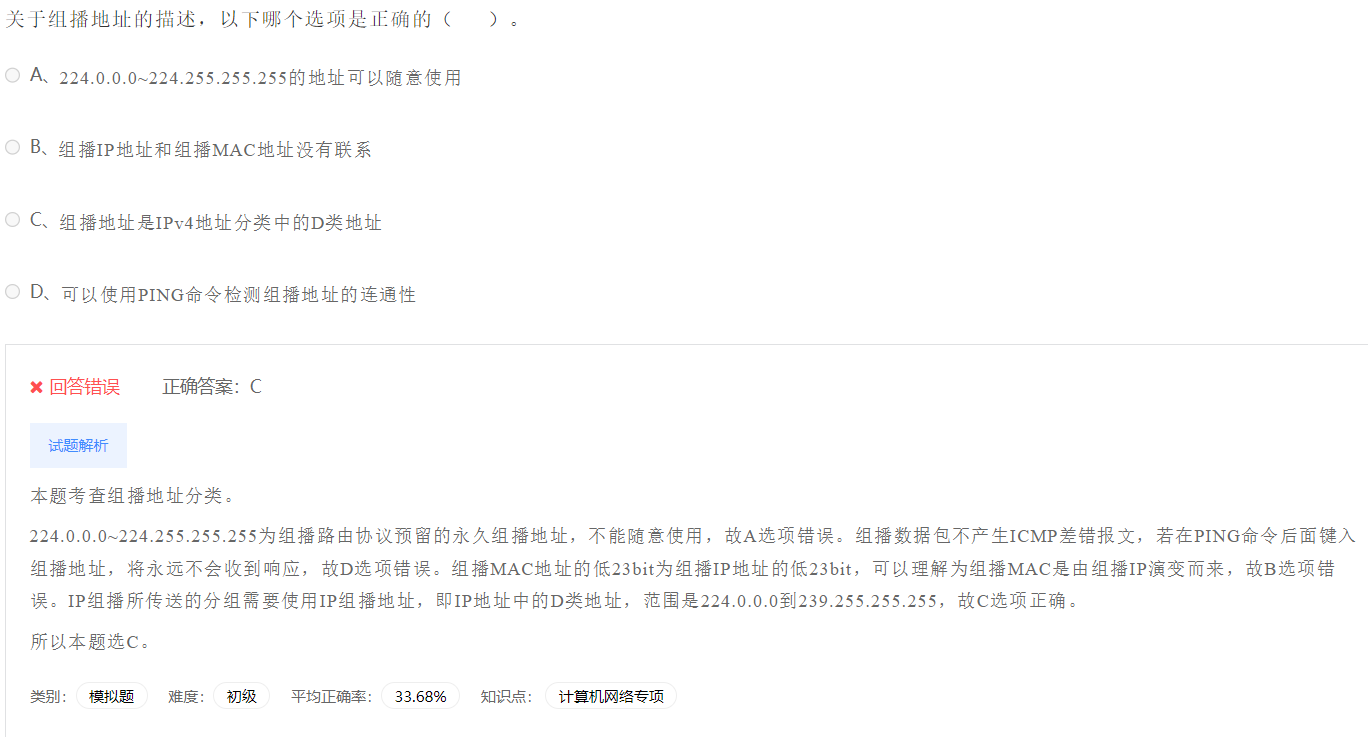 关于组播地址的描述，以下哪个选项是正确的（　　）。
A、224.0.0.0~224.255.255.255的地址可以随意使用
B、组播IP地址和组播MAC地址没有联系
C、组播地址是IPv4地址分类中的D类地址
D、可以使用PING命令检测组播地址的连通性
回答错误　正确答案：C
试题解析
本题考查组播地址分类。
224.0.0.0~224.255.255.255为组播路由协议预留的永久组播地址，不能随意使用，故A选项错误。组播数据包不产生ICMP差错报文，若在PING命令后面键入
组播地址，将永远不会收到响应，故D选项错误。组播MAC地址的低23bit为组播IP地址的低23bit，可以理解为组播MAC是由组播IP演变而来，故B选项错
误。IP组播所传送的分组需要使用IP组播地址，即IP地址中的D类地址，范围是224.0.0.0到239.255.255.255，故C选项正确。
所以本题选C。
类别：模拟题　难度：初级　平均正确率：33.68%　知识点：计算机网络专项